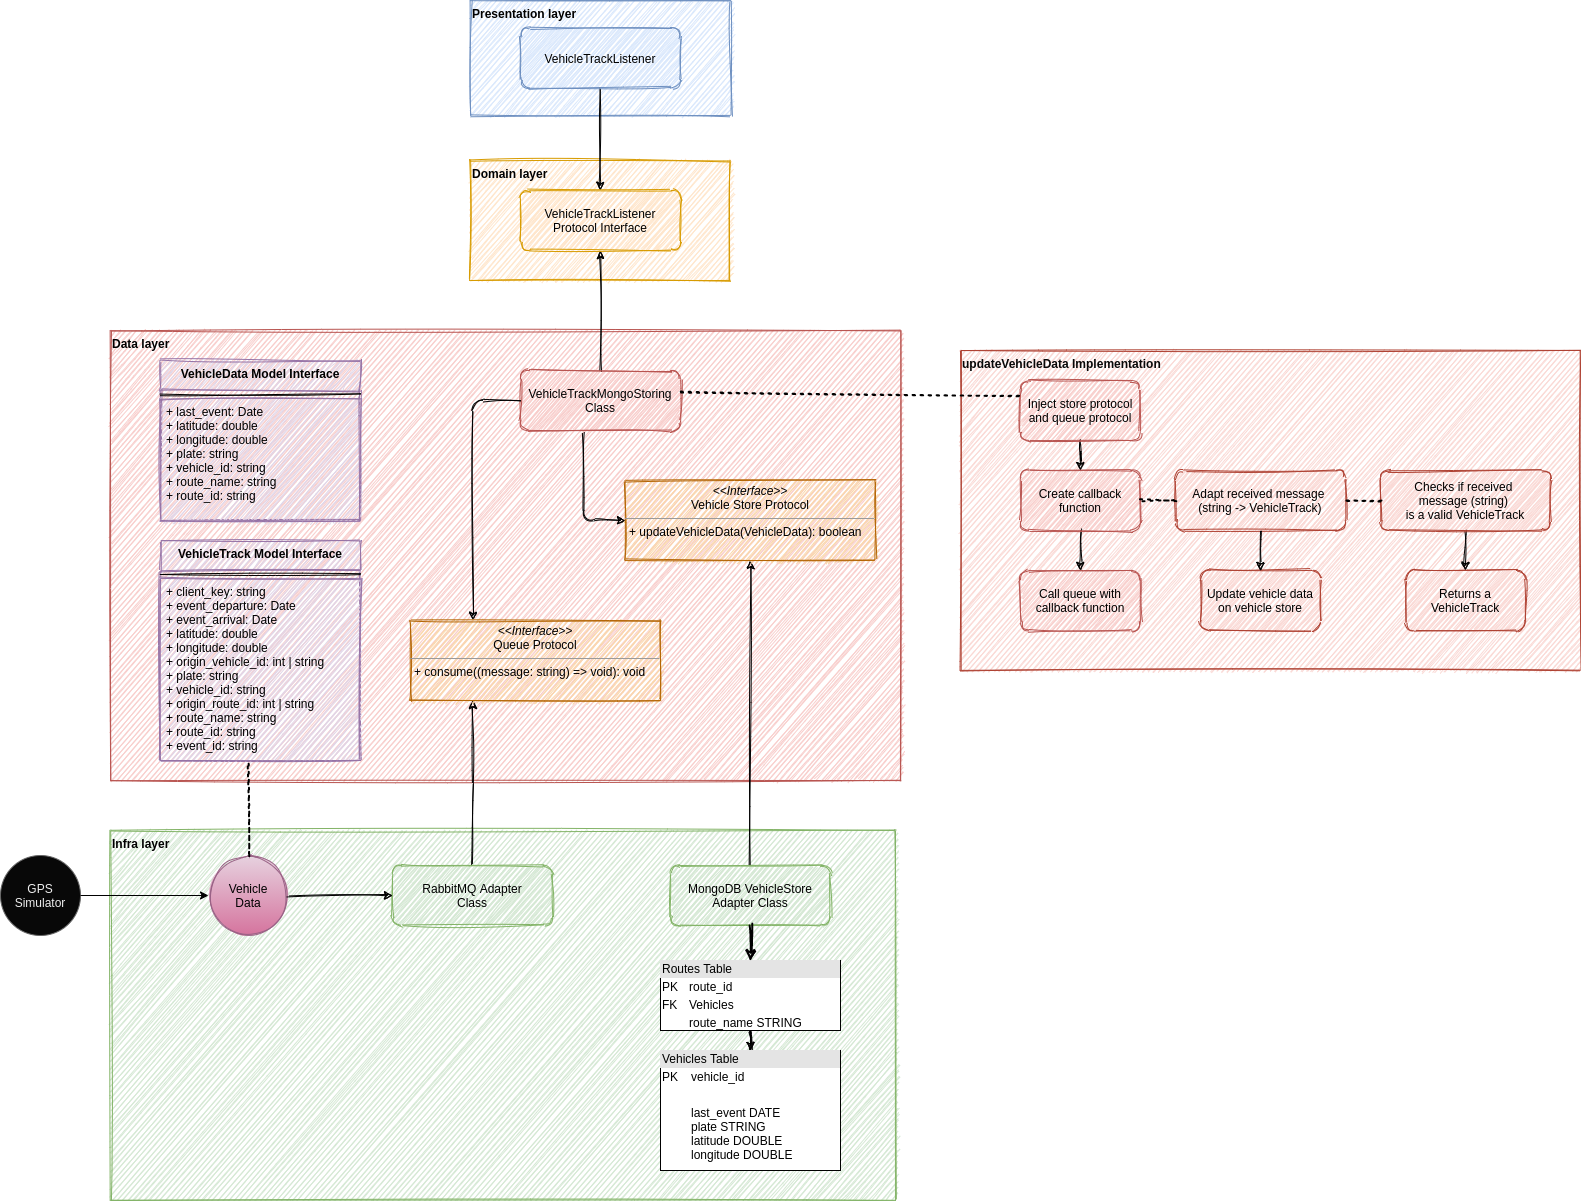 Presentation layer
VehicleTrackListener
Domain layer
VehicleTrackListener
Protocol Interface
Data layer
VehicleData Model Interface
+ last_event: Date
+ latitude: double
+ longitude: double
+ plate: string
+ vehicle_id: string
+ route_name: string
+ route_id: string
VehicleTrack Model Interface
+ client_key: string
+ event_departure: Date
+ event_arrival: Date
+ latitude: double
+ longitude: double
+ origin_vehicle_id: int | string
+ plate: string
+ vehicle_id: string
+ origin_route_id: int | string
+ route_name: string
+ route_id: string
+ event_id: string
VehicleTrackMongoStoring
Class
<<Interface>>
Vehicle Store Protocol
+ updateVehicleData(VehicleData): boolean
<<Interface>>
Queue Protocol
+ consume((message: string) => void): void
updateVehicleData Implementation
Inject store protocol
and queue protocol
Create callback
function
Adapt received message
(string -> VehicleTrack)
Checks if received
message (string)
is a valid VehicleTrack
Call queue with
callback function
Update vehicle data
on vehicle store
Returns a
VehicleTrack
Infra layer
GPS
Simulator
Vehicle
Data
RabbitMQ Adapter
Class
MongoDB VehicleStore
Adapter Class
Routes Table
PK route_id
FK Vehicles
route_name STRING
Vehicles Table
PK vehicle_id
last_event DATE
plate STRING
latitude DOUBLE
longitude DOUBLE